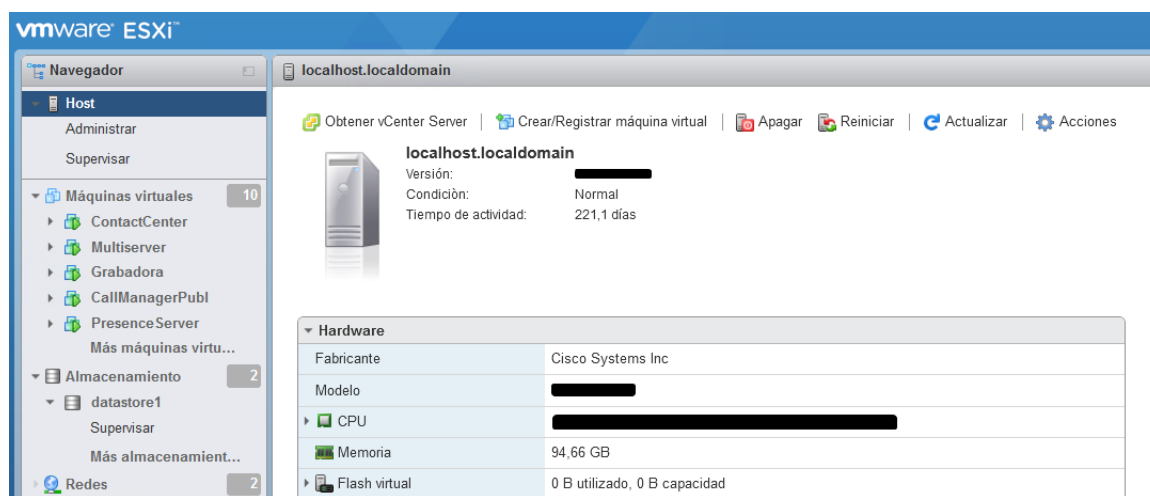 vmware ESXi™
Navegador
localhost.localdomain
Host
Administrar
Supervisar
Obtener vCenter Server | Crear/Registrar máquina virtual | Apagar Reiniciar | Actualizar | Acciones
localhost.localdomain
Versión:
Condiciòn: Normal
Tiempo de actividad: 221,1 días
Máquinas virtuales 10
ContactCenter
Multiserver
Grabadora
CallManagerPubl
PresenceServer
Más máquinas virtu...
Almacenamiento 2
datastore1
Supervisar
Más almacenamient...
Redes 2
Hardware
Fabricante Cisco Systems Inc
Modelo
CPU
Memoria 94,66 GB
Flash virtual 0 B utilizado, 0 B capacidad